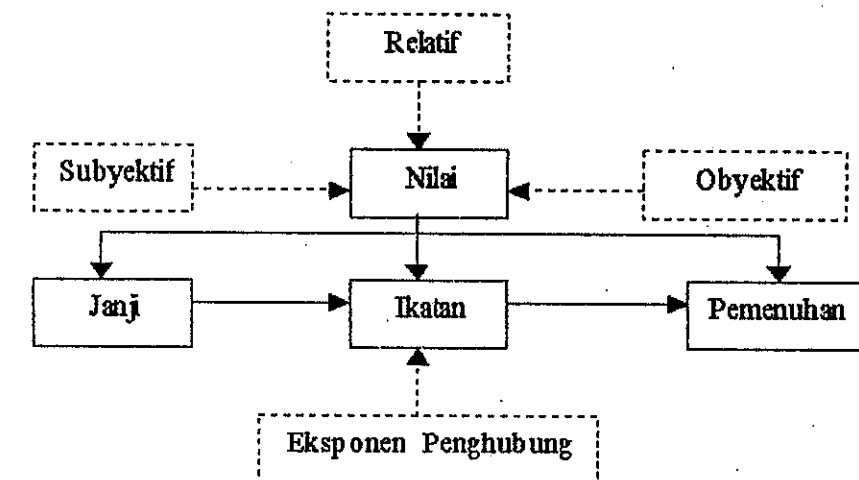 Relatif
Subyektif
Nilai
Obyektif
Janji
Ikatan
Pemenuhan
Eksponen Penghubung